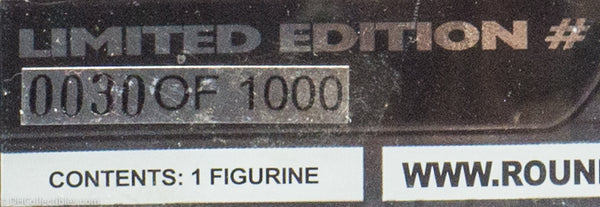 LIMITED EDITION #
0030 OF 1000
CONTENTS: 1 FIGURINE
WWW.ROUN